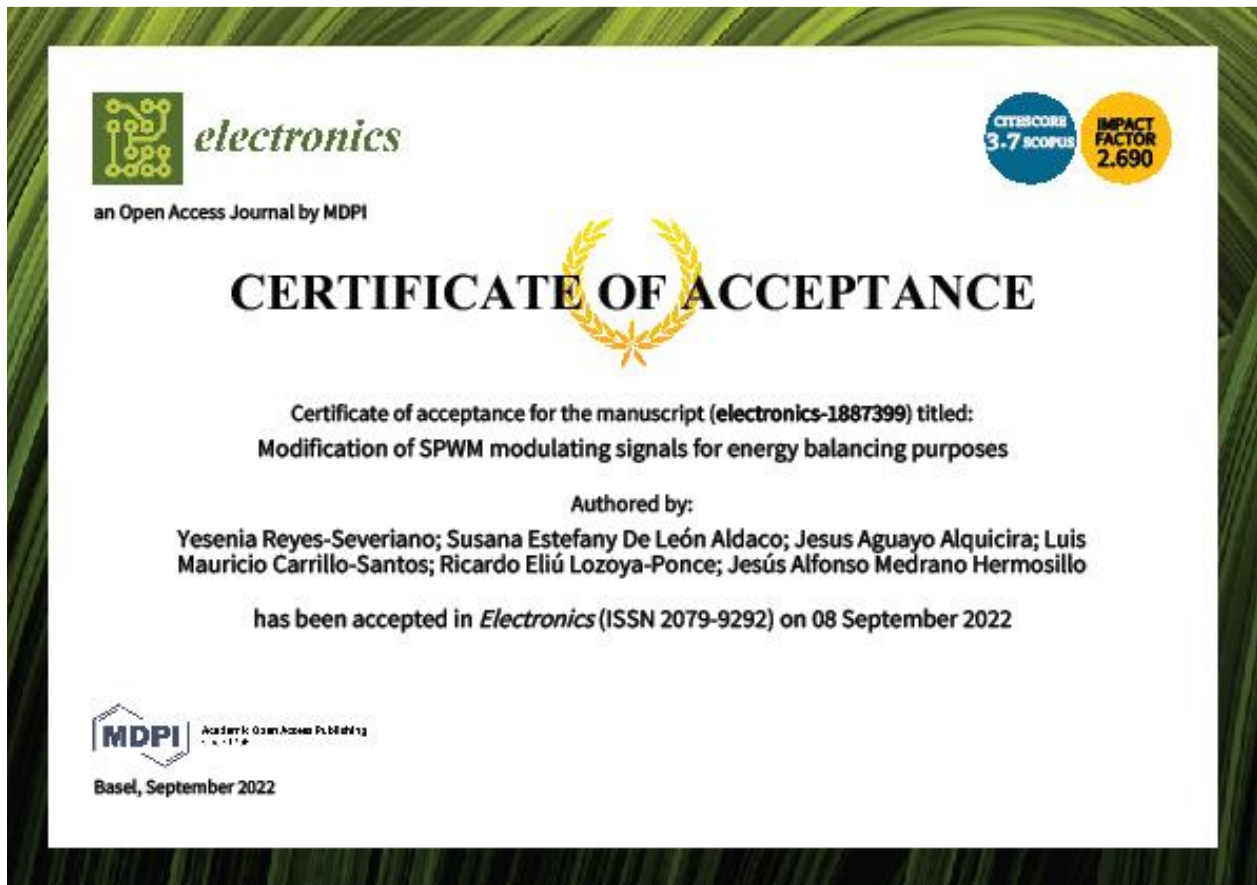 electronics
CITESCORE
3.7 SCOPUS
IMPACT
FACTOR
2.690
an Open Access Journal by MDPI
CERTIFICATE OF ACCEPTANCE
Certificate of acceptance for the manuscript (electronics-1887399) titled:
Modification of SPWM modulating signals for energy balancing purposes
Authored by:
Yesenia Reyes-Severiano; Susana Estefany De León Aldaco; Jesus Aguayo Alquicira; Luis
Mauricio Carrillo-Santos; Ricardo Eliú Lozoya-Ponce; Jesús Alfonso Medrano Hermosillo
has been accepted in Electronics (ISSN 2079-9292) on 08 September 2022
MDPI
Academic Open Access Publishing
Basel, September 2022